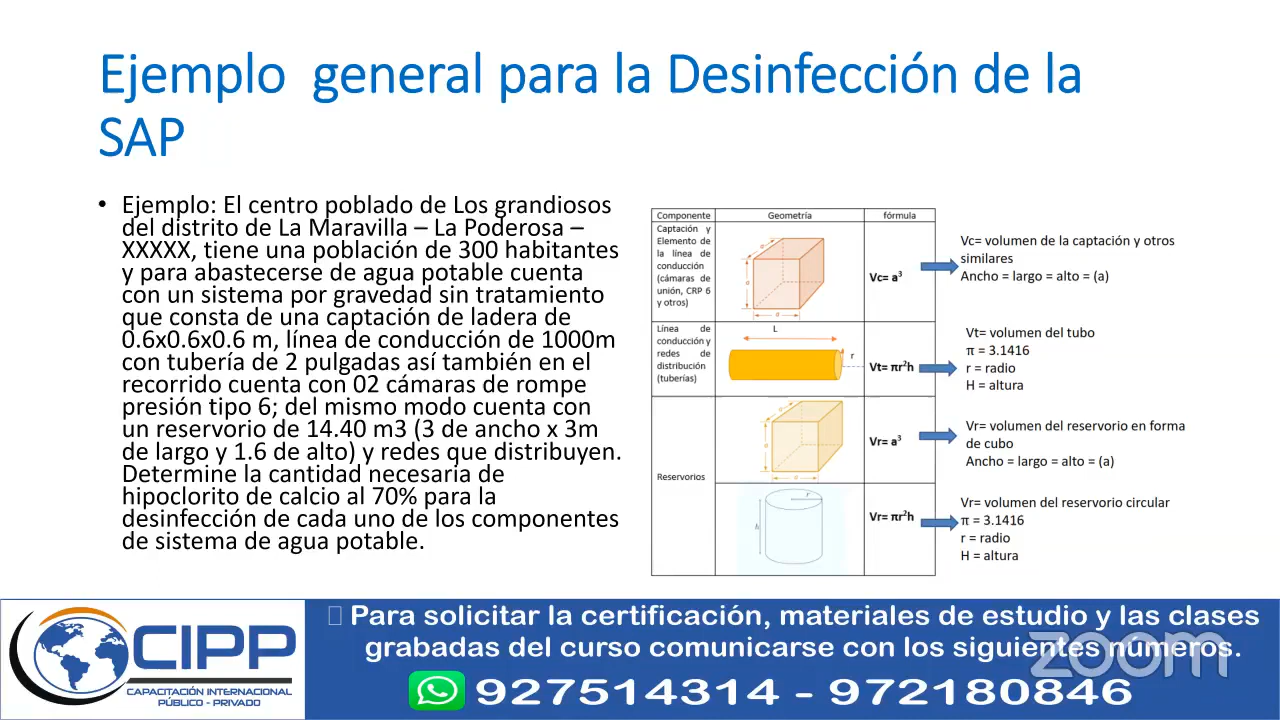 Ejemplo general para la Desinfección de la
SAP
• Ejemplo: El centro poblado de Los grandiosos
del distrito de La Maravilla – La Poderosa –
XXXXX, tiene una población de 300 habitantes
y para abastecerse de agua potable cuenta
con un sistema por gravedad sin tratamiento
que consta de una captación de ladera de
0.6x0.6x0.6 m, línea de conducción de 1000m
con tubería de 2 pulgadas así también en el
recorrido cuenta con 02 cámaras de rompe
presión tipo 6; del mismo modo cuenta con
un reservorio de 14.40 m3 (3 de ancho x 3m
de largo y 1.6 de alto) y redes que distribuyen.
Determine la cantidad necesaria de
hipoclorito de calcio al 70% para la
desinfección de cada uno de los componentes
de sistema de agua potable.
Componente Geometría fórmula
Captación y
Elemento de
la línea de
conducción
(cámaras de
unión, CRP 6
y otros)
a
a
a
Vc= a³
Vc= volumen de la captación y otros
similares
Ancho = largo = alto = (a)
Línea de
conducción y
redes de
distribución
(tuberías)
L
r
Vt= πr²h
Vt= volumen del tubo
π = 3.1416
r = radio
H = altura
Reservorios
a
a
a
Vr= a³
Vr= volumen del reservorio en forma
de cubo
Ancho = largo = alto = (a)
r
h
Vr= πr²h
Vr= volumen del reservorio circular
π = 3.1416
r = radio
H = altura
CIPP
CAPACITACIÓN INTERNACIONAL
PÚBLICO - PRIVADO
Para solicitar la certificación, materiales de estudio y las clases
grabadas del curso comunicarse con los siguientes números.
927514314 - 972180846
zoom